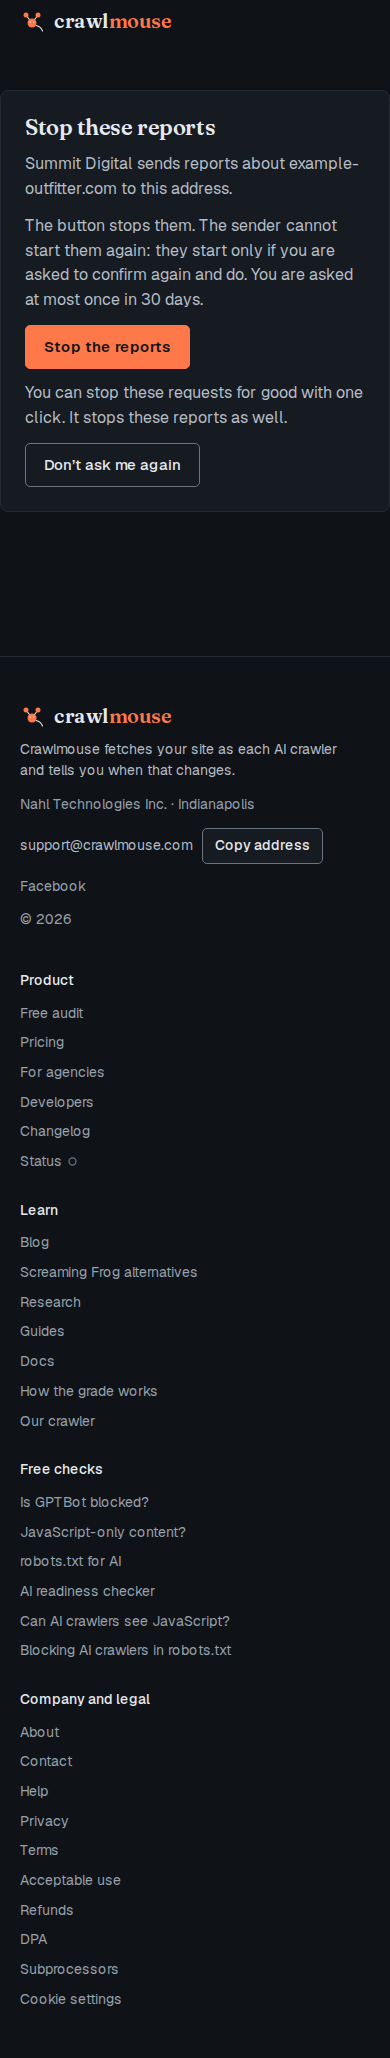 crawlmouse
Stop these reports
Summit Digital sends reports about example-
outfitter.com to this address.
The button stops them. The sender cannot
start them again: they start only if you are
asked to confirm again and do. You are asked
at most once in 30 days.
Stop the reports
You can stop these requests for good with one
click. It stops these reports as well.
Don’t ask me again
crawlmouse
Crawlmouse fetches your site as each AI crawler
and tells you when that changes.
Nahl Technologies Inc. · Indianapolis
support@crawlmouse.com Copy address
Facebook
© 2026
Product
Free audit
Pricing
For agencies
Developers
Changelog
Status
Learn
Blog
Screaming Frog alternatives
Research
Guides
Docs
How the grade works
Our crawler
Free checks
Is GPTBot blocked?
JavaScript-only content?
robots.txt for AI
AI readiness checker
Can AI crawlers see JavaScript?
Blocking AI crawlers in robots.txt
Company and legal
About
Contact
Help
Privacy
Terms
Acceptable use
Refunds
DPA
Subprocessors
Cookie settings